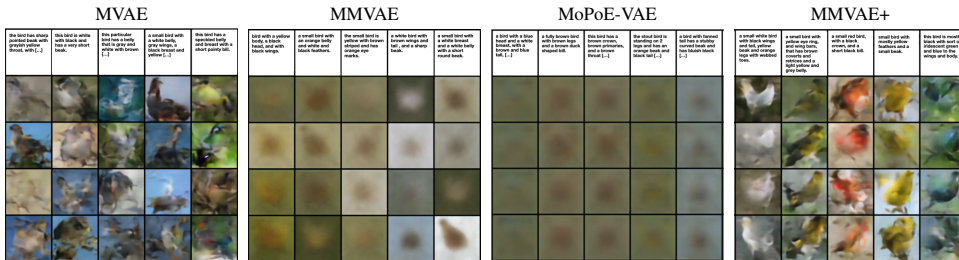 MVAE
MMVAE
MoPoE-VAE
MMVAE+
the bird has sharp
pointed beak with
grayish yellow
throat, with [...]
this bird is white
with black and
has a very short
beak.
this particular
bird has a belly
that is gray and
white with brown
[...]
a small bird with
a white belly,
gray wings, a
black breast and
yellow [...]
this bird has a
speckled belly
and breast with a
short pointy bill.
bird with a yellow
body, a black
head, and with
black wings.
a small bird with
an orange belly
and white and
black feathers.
the small bird is
yellow with brown
striped and has
orange eye
marks.
a white bird with
brown wings and
tail , and a sharp
beak.
a small bird with
a white breast
and a white belly
with a short
round beak.
a bird with a blue
head and a white
breast, with a
brown and blue
tail, [...]
a fully brown bird
with brown legs
and a brown duck
shaped bill.
this bird has a
brown crown,
brown primaries,
and a brown
throat [...]
the stout bird is
standing on 2
legs and has an
orange beak and
black tail [...]
a bird with fanned
tail has a stubby
curved beak and
has bluish black
[...]
a small white bird
with black wings
and tail, yellow
beak and orange
legs with webbed
toes.
a small bird with
yellow eye ring,
and wing bars,
that has brown
coverts and
retrices and a
light yellow and
grey belly.
a small red bird,
with a black
crown, and a
short black bill.
a small bird with
mostly yellow
feathers and a
small beak.
this bird is mostl
black with sort of
iridescent green
and blue to the
wings and body.